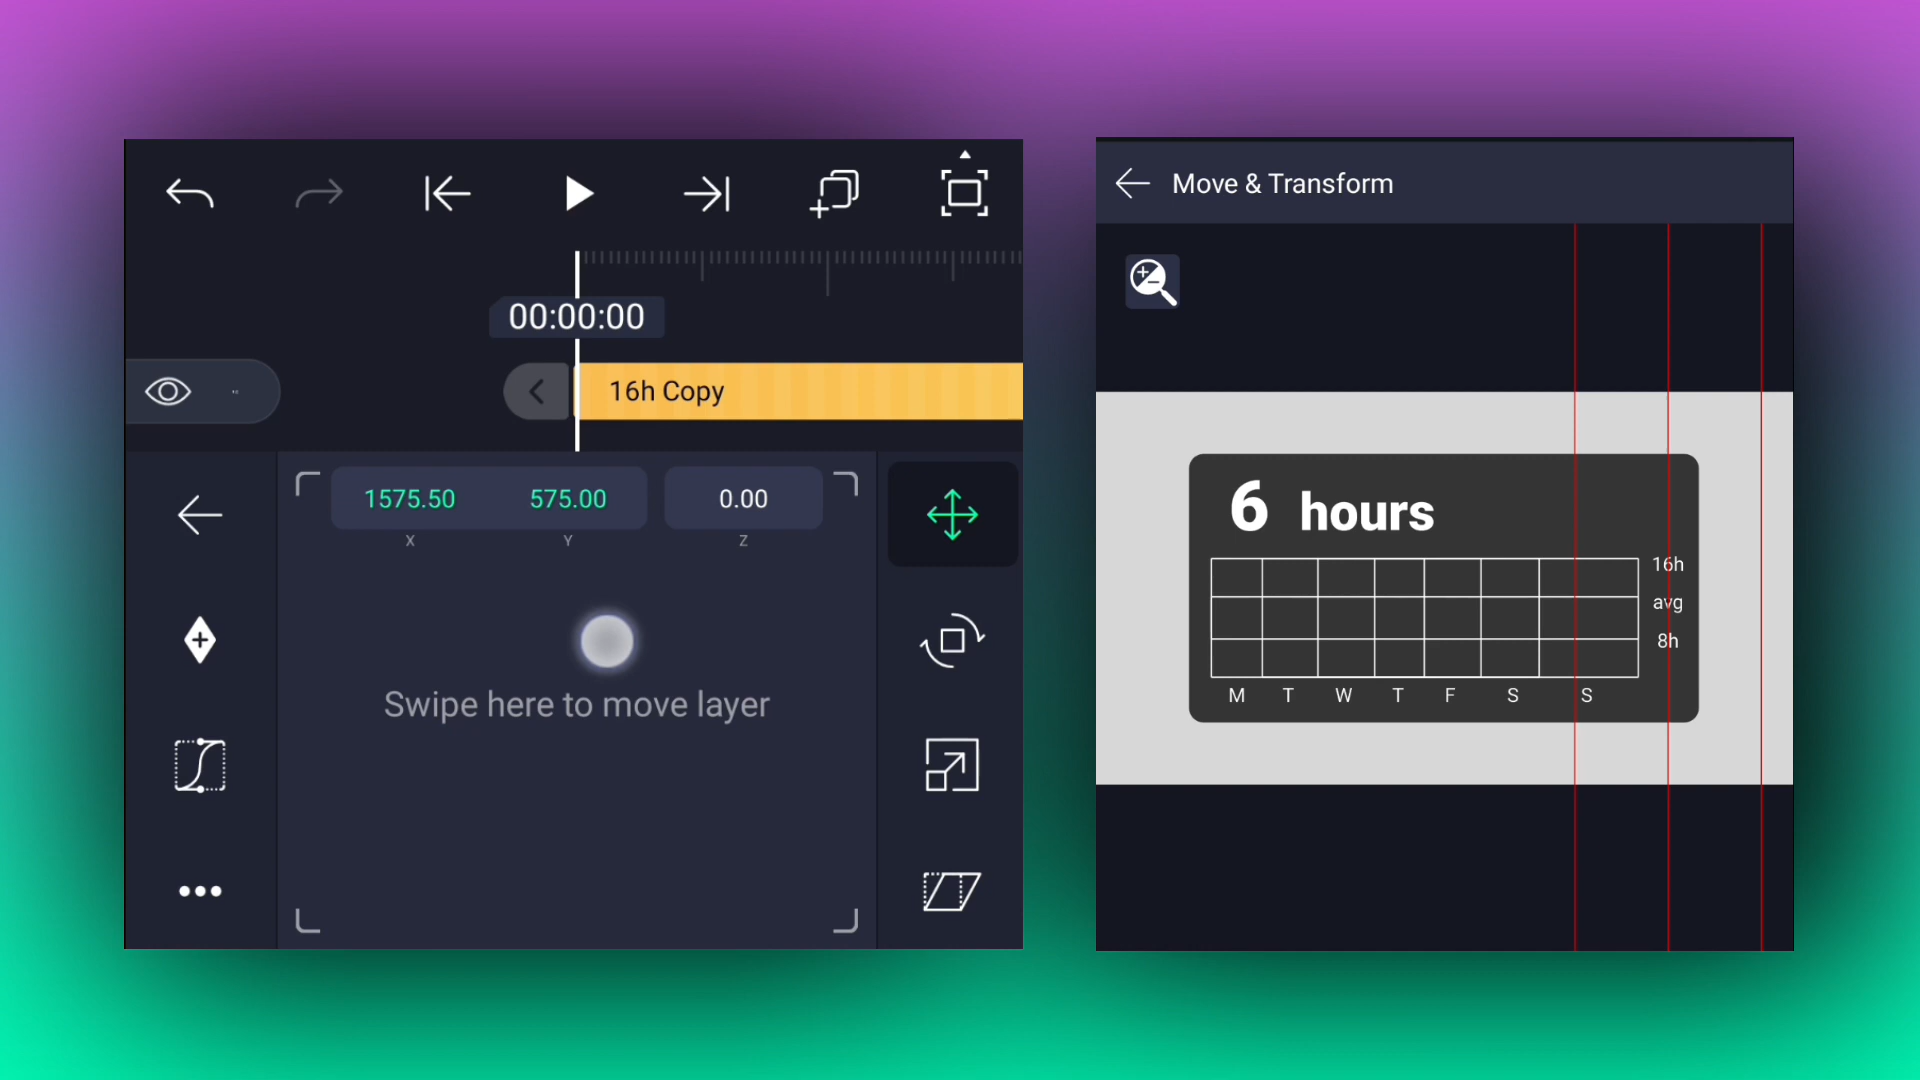 00:00:00
16h Copy
1575.50 575.00 0.00
X Y Z
Swipe here to move layer
Move & Transform
6 hours
16h
avg
8h
M T W T F S S